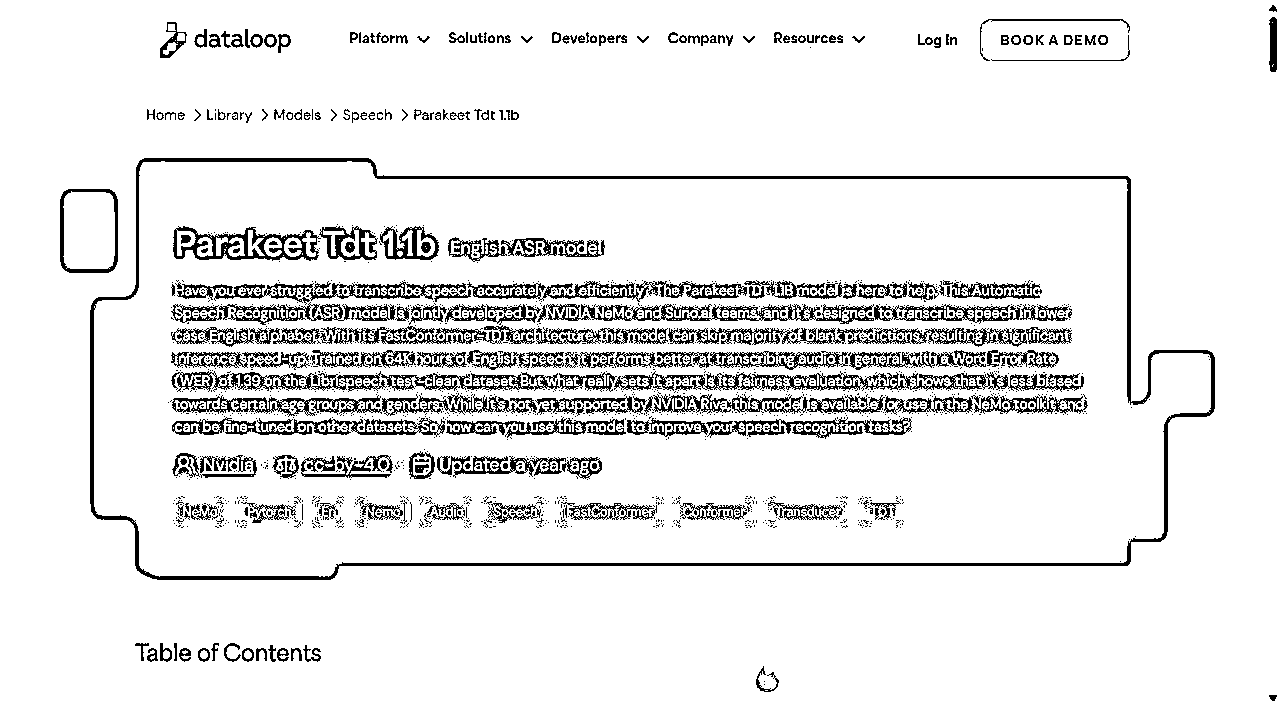 dataloop
Platform Solutions Developers Company Resources Log In BOOK A DEMO
Home Library Models Speech Parakeet Tdt 1.1b
Parakeet Tdt 1.1b English ASR model
Have you ever struggled to transcribe speech accurately and efficiently? The Parakeet TDT 1.1B model is here to help. This Automatic
Speech Recognition (ASR) model is jointly developed by NVIDIA NeMo and Suno.ai teams, and it's designed to transcribe speech in lower
case English alphabet. With its FastConformer-TDT architecture, this model can skip majority of blank predictions, resulting in significant
inference speed-up. Trained on 64K hours of English speech, it performs better at transcribing audio in general, with a Word Error Rate
(WER) of 1.39 on the Librispeech test-clean dataset. But what really sets it apart is its fairness evaluation, which shows that it's less biased
towards certain age groups and genders. While it's not yet supported by NVIDIA Riva, this model is available for use in the NeMo toolkit and
can be fine-tuned on other datasets. So, how can you use this model to improve your speech recognition tasks?
Nvidia · cc-by-4.0 · Updated a year ago
NeMo Pytorch En Nemo Audio Speech FastConformer Conformer Transducer TDT
Table of Contents